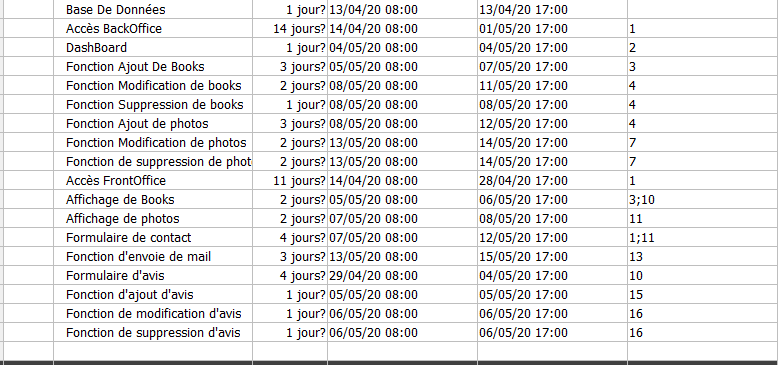 Base De Données 1 jour? 13/04/20 08:00 13/04/20 17:00
Accès BackOffice 14 jours? 14/04/20 08:00 01/05/20 17:00 1
DashBoard 1 jour? 04/05/20 08:00 04/05/20 17:00 2
Fonction Ajout De Books 3 jours? 05/05/20 08:00 07/05/20 17:00 3
Fonction Modification de books 2 jours? 08/05/20 08:00 11/05/20 17:00 4
Fonction Suppression de books 1 jour? 08/05/20 08:00 08/05/20 17:00 4
Fonction Ajout de photos 3 jours? 08/05/20 08:00 12/05/20 17:00 4
Fonction Modification de photos 2 jours? 13/05/20 08:00 14/05/20 17:00 7
Fonction de suppression de phot 2 jours? 13/05/20 08:00 14/05/20 17:00 7
Accès FrontOffice 11 jours? 14/04/20 08:00 28/04/20 17:00 1
Affichage de Books 2 jours? 05/05/20 08:00 06/05/20 17:00 3;10
Affichage de photos 2 jours? 07/05/20 08:00 08/05/20 17:00 11
Formulaire de contact 4 jours? 07/05/20 08:00 12/05/20 17:00 1;11
Fonction d'envoie de mail 3 jours? 13/05/20 08:00 15/05/20 17:00 13
Formulaire d'avis 4 jours? 29/04/20 08:00 04/05/20 17:00 10
Fonction d'ajout d'avis 1 jour? 05/05/20 08:00 05/05/20 17:00 15
Fonction de modification d'avis 1 jour? 06/05/20 08:00 06/05/20 17:00 16
Fonction de suppression d'avis 1 jour? 06/05/20 08:00 06/05/20 17:00 16